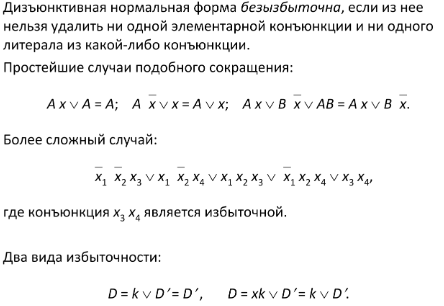 Дизъюнктивная нормальная форма безызбыточна, если из нее
нельзя удалить ни одной элементарной конъюнкции и ни одного
литерала из какой-либо конъюнкции.
Простейшие случаи подобного сокращения:
A x ∨ A = A; A x̅ ∨ x = A ∨ x; A x ∨ B x̅ ∨ AB = A x ∨ B x̅.
Более сложный случай:
x̅₁ x̅₂ x₃ ∨ x₁ x̅₂ x₄ ∨ x₁ x₂ x₃ ∨ x̅₁ x₂ x₄ ∨ x₃ x₄,
где конъюнкция x₃ x₄ является избыточной.
Два вида избыточности:
D = k ∨ D′ = D′, D = xk ∨ D′ = k ∨ D′.